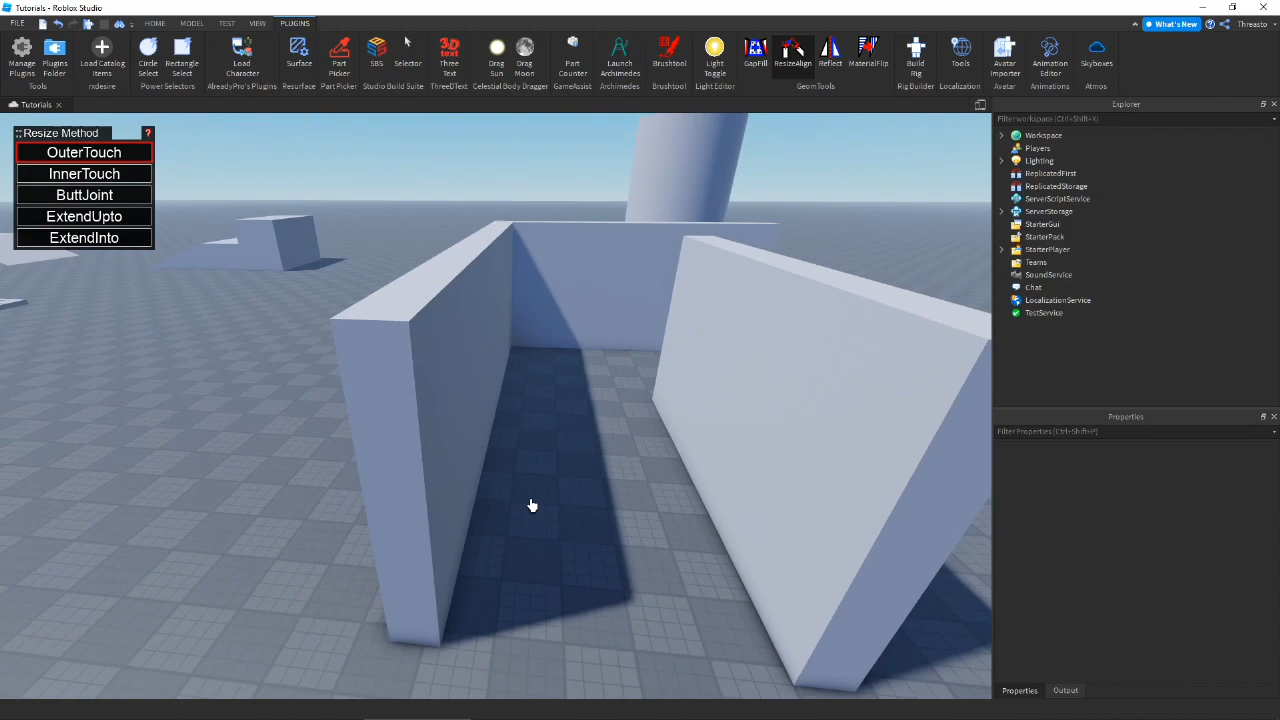 Tutorials - Roblox Studio
FILE HOME MODEL TEST VIEW PLUGINS What's New Threasto
Manage Plugins
Plugins Folder
Tools
Load Catalog Items
rxdesire
Circle Select
Rectangle Select
Power Selectors
Load Character
AlreadyPro's Plugins
Surface
Resurface
Part Picker
Part Picker
SBS
Selector
Studio Build Suite
3D text
Three Text
ThreeDText
Drag Sun
Drag Moon
Celestial Body Dragger
Part Counter
GameAssist
Launch Archimedes
Archimedes
Brushtool
Brushtool
Light Toggle
Light Editor
GapFill
ResizeAlign
Reflect
MaterialFlip
GeomTools
Build Rig
Rig Builder
Tools
Localization
Avatar Importer
Avatar
Animation Editor
Animations
Skyboxes
Atmos
Tutorials
Resize Method ?
OuterTouch
InnerTouch
ButtJoint
ExtendUpto
ExtendInto
Explorer
Filter workspace (Ctrl+Shift+X)
Workspace
Players
Lighting
ReplicatedFirst
ReplicatedStorage
ServerScriptService
ServerStorage
StarterGui
StarterPack
StarterPlayer
Teams
SoundService
Chat
LocalizationService
TestService
Properties
Filter Properties (Ctrl+Shift+P)
Properties Output